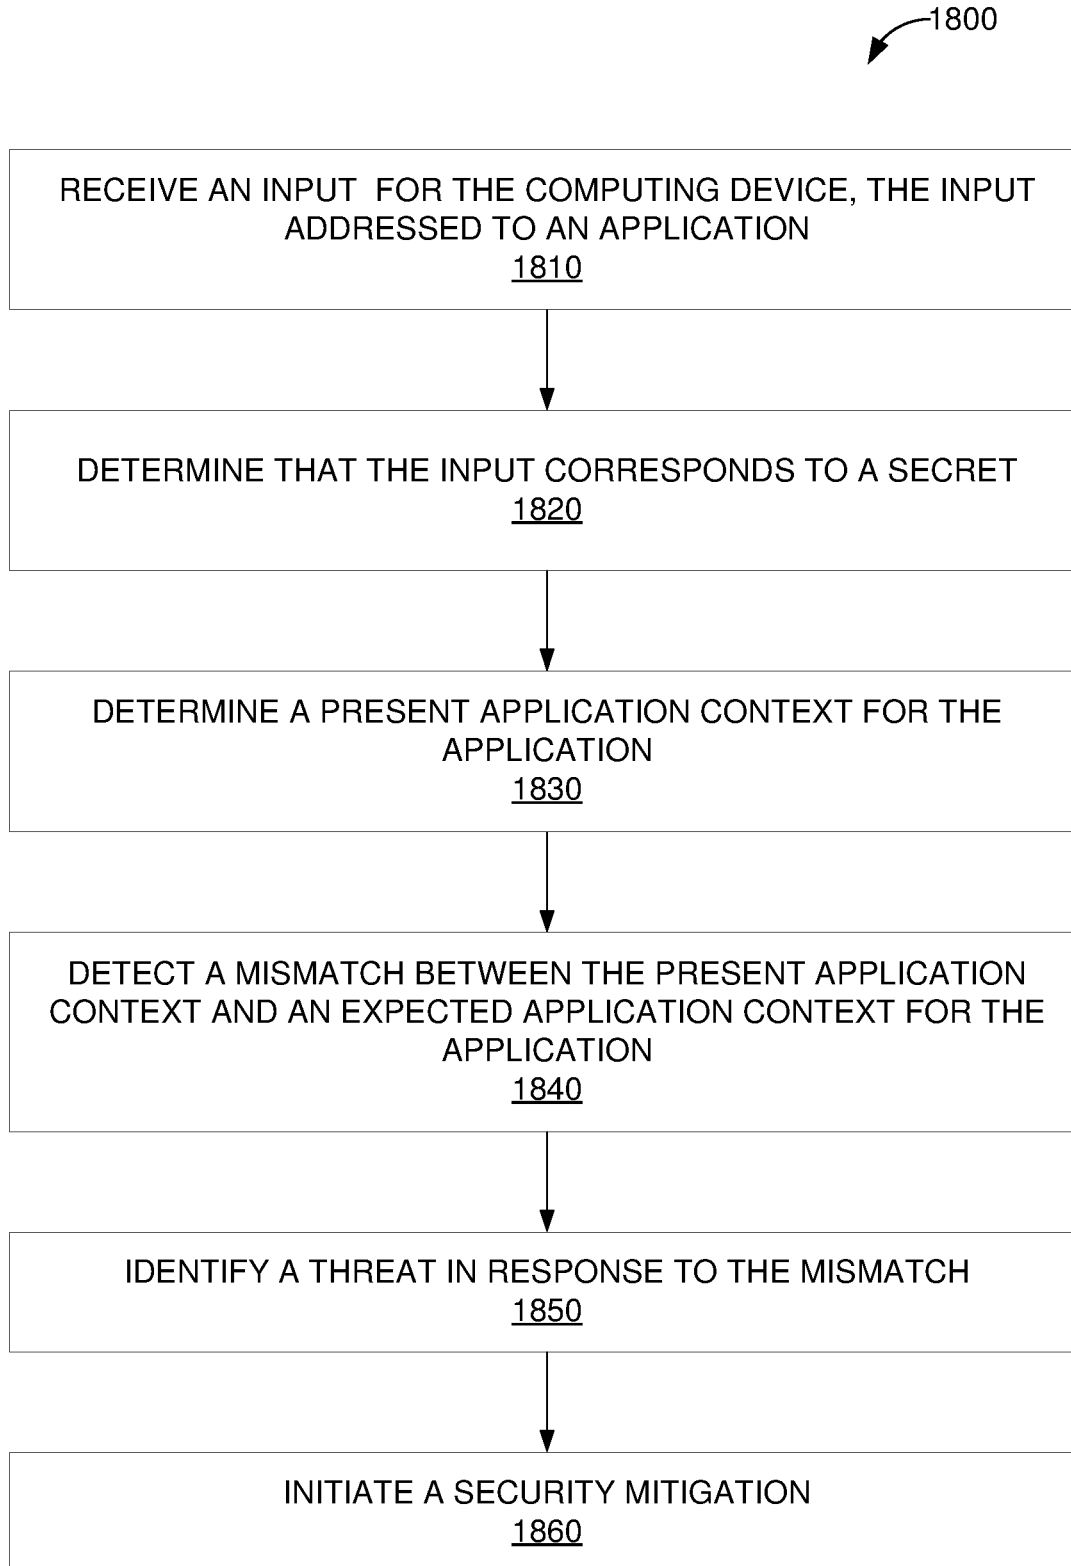 1800
RECEIVE AN INPUT FOR THE COMPUTING DEVICE, THE INPUT
ADDRESSED TO AN APPLICATION
1810
DETERMINE THAT THE INPUT CORRESPONDS TO A SECRET
1820
DETERMINE A PRESENT APPLICATION CONTEXT FOR THE
APPLICATION
1830
DETECT A MISMATCH BETWEEN THE PRESENT APPLICATION
CONTEXT AND AN EXPECTED APPLICATION CONTEXT FOR THE
APPLICATION
1840
IDENTIFY A THREAT IN RESPONSE TO THE MISMATCH
1850
INITIATE A SECURITY MITIGATION
1860